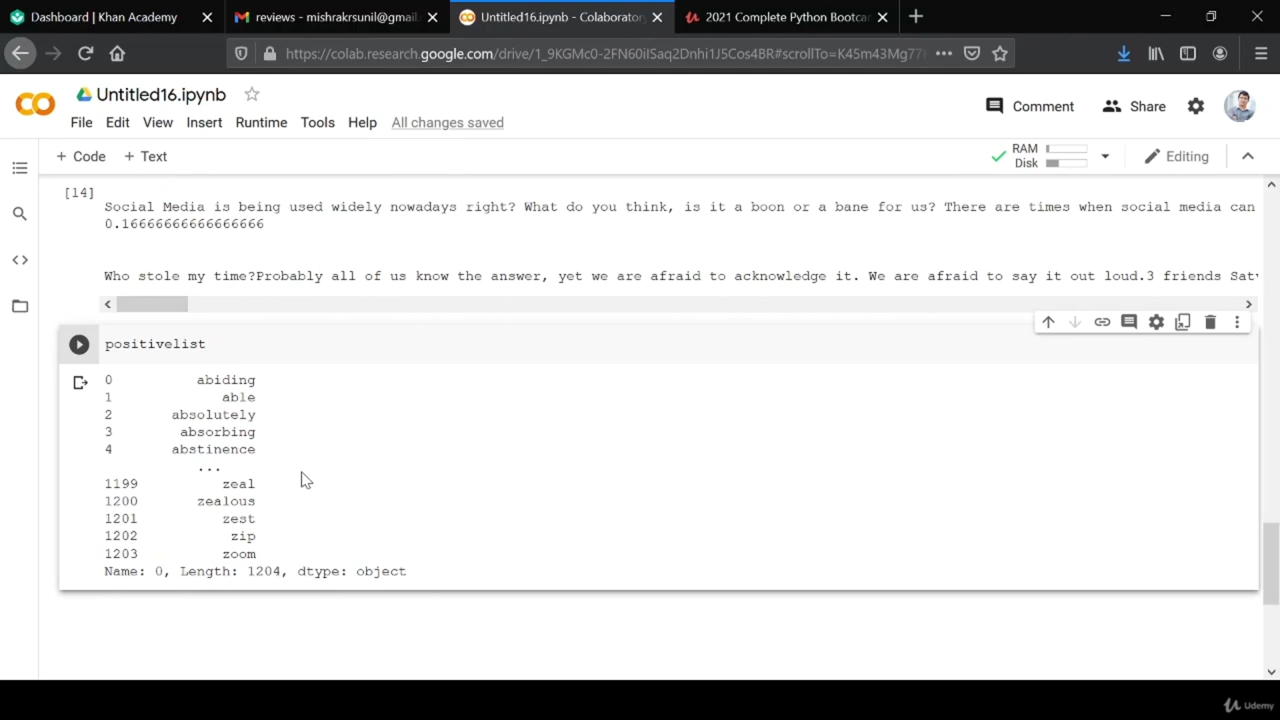 Dashboard | Khan Academy
reviews - mishrakrsunil@gmail.
Untitled16.ipynb - Colaboratory
2021 Complete Python Bootcar
https://colab.research.google.com/drive/1_9KGMc0-2FN60iISaq2Dnhi1J5Cos4BR#scrollTo=K45m43Mg77
Untitled16.ipynb
Comment
Share
File Edit View Insert Runtime Tools Help All changes saved
+ Code + Text
RAM
Disk
Editing
[14]
Social Media is being used widely nowadays right? What do you think, is it a boon or a bane for us? There are times when social media can
0.16666666666666666
Who stole my time?Probably all of us know the answer, yet we are afraid to acknowledge it. We are afraid to say it out loud.3 friends Sat
positivelist
0 abiding
1 able
2 absolutely
3 absorbing
4 abstinence
...
1199 zeal
1200 zealous
1201 zest
1202 zip
1203 zoom
Name: 0, Length: 1204, dtype: object
Udemy